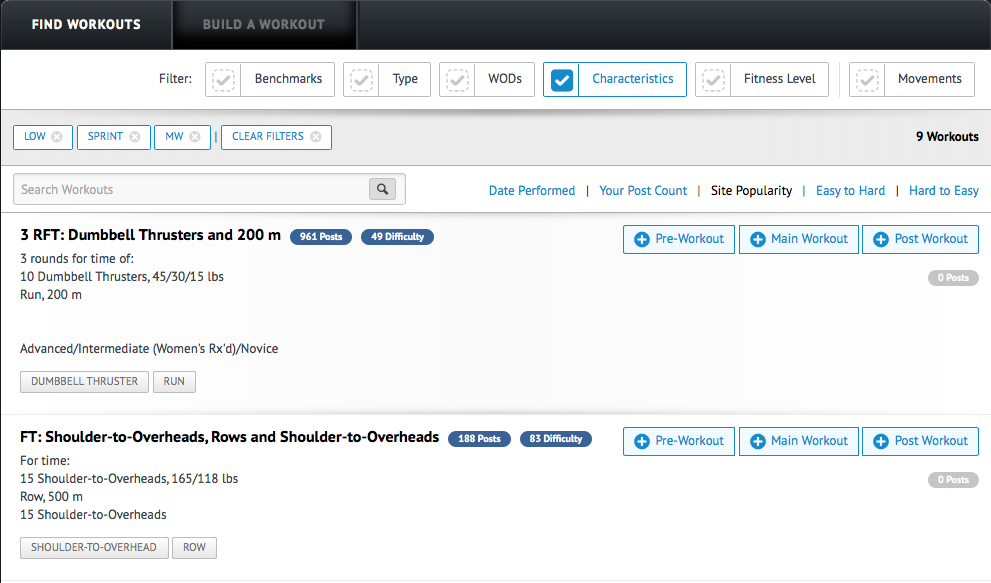 FIND WORKOUTS BUILD A WORKOUT
Filter: Benchmarks Type WODs Characteristics Fitness Level Movements
LOW SPRINT MW | CLEAR FILTERS 9 Workouts
Search Workouts Date Performed | Your Post Count | Site Popularity | Easy to Hard | Hard to Easy
3 RFT: Dumbbell Thrusters and 200 m 961 Posts 49 Difficulty Pre-Workout Main Workout Post Workout
3 rounds for time of:
10 Dumbbell Thrusters, 45/30/15 lbs 0 Posts
Run, 200 m
Advanced/Intermediate (Women's Rx'd)/Novice
DUMBBELL THRUSTER RUN
FT: Shoulder-to-Overheads, Rows and Shoulder-to-Overheads 188 Posts 83 Difficulty Pre-Workout Main Workout Post Workout
For time:
15 Shoulder-to-Overheads, 165/118 lbs 0 Posts
Row, 500 m
15 Shoulder-to-Overheads
SHOULDER-TO-OVERHEAD ROW